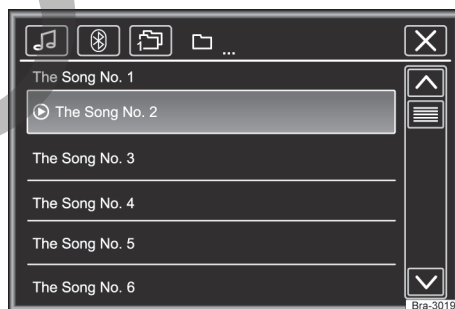 ...
The Song No. 1
The Song No. 2
The Song No. 3
The Song No. 4
The Song No. 5
The Song No. 6
Bra-3019